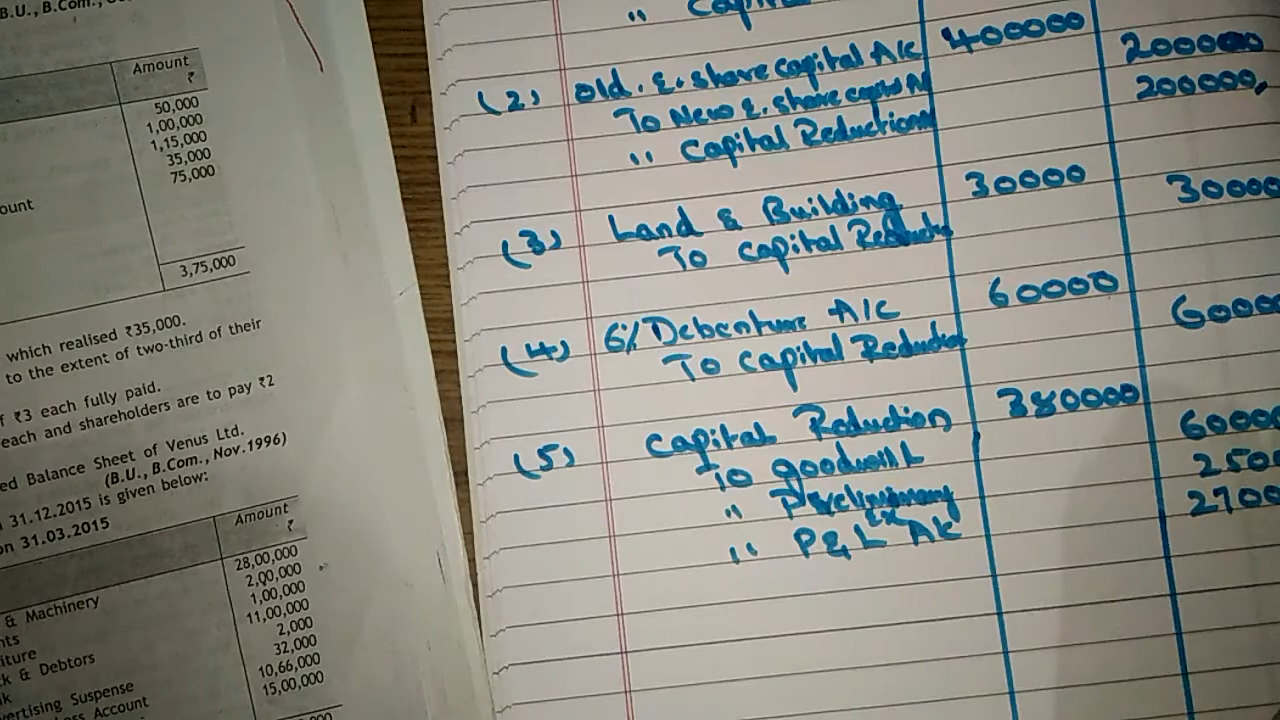 B.U., B.Com.,
Amount
₹
50,000
1,00,000
1,15,000
35,000
75,000
ount
3,75,000
which realised ₹35,000.
to the extent of two-third of their
f ₹3 each fully paid.
each and shareholders are to pay ₹2
ed Balance Sheet of Venus Ltd.
(B.U., B.Com., Nov.1996)
31.12.2015 is given below:
on 31.03.2015
Amount
₹
28,00,000
& Machinery 2,00,000
nts 1,00,000
iture 11,00,000
k & Debtors 2,000
k 32,000
vertising Suspense 10,66,000
ss Account 15,00,000
,000
" Capital
(2) Old. E. share capital A/c 400000
To New E. share capital A/c 200000
" Capital Reduction 200000
(3) Land & Building 30000
To Capital Reduction 30000
(4) 6% Debenture A/c 60000
To Capital Reduction 6000
(5) Capital Reduction 380000
To goodwill 6000
" Preliminary Ex 250
" P&L A/c 2700